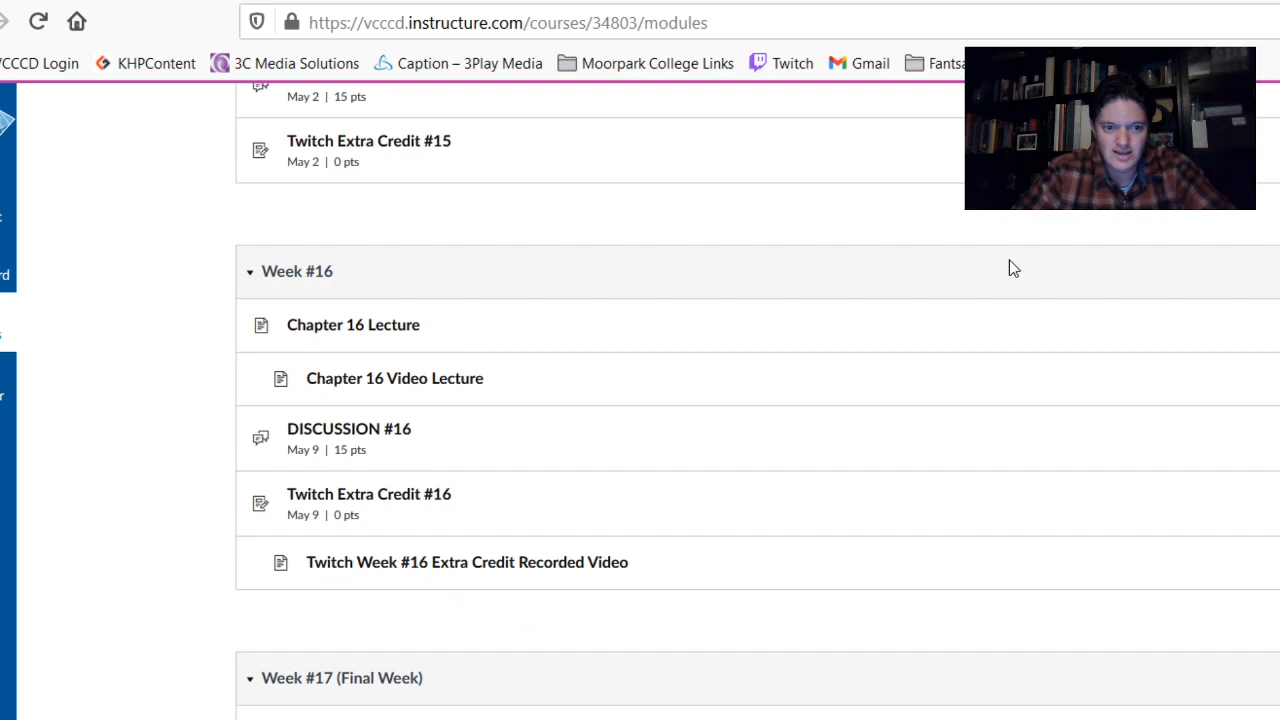 https://vcccd.instructure.com/courses/34803/modules
VCCCD Login KHPContent 3C Media Solutions Caption – 3Play Media Moorpark College Links Twitch Gmail Fantsa
May 2 | 15 pts
Twitch Extra Credit #15
May 2 | 0 pts
t
rd
Week #16
Chapter 16 Lecture
s
Chapter 16 Video Lecture
r
DISCUSSION #16
May 9 | 15 pts
Twitch Extra Credit #16
May 9 | 0 pts
Twitch Week #16 Extra Credit Recorded Video
Week #17 (Final Week)